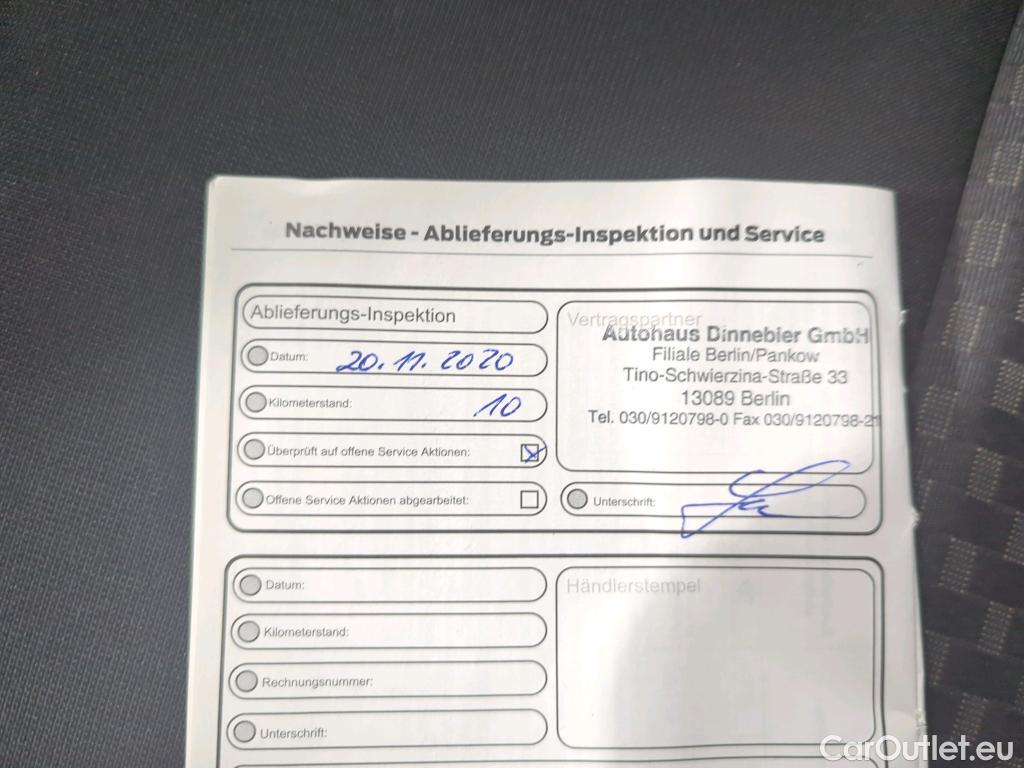 Nachweise - Ablieferungs-Inspektion und Service
Ablieferungs-Inspektion
Datum: 20.11.2020
Kilometerstand: 10
Überprüft auf offene Service Aktionen:
Offene Service Aktionen abgearbeitet:
Vertragspartner
Autohaus Dinnebier GmbH
Filiale Berlin/Pankow
Tino-Schwierzina-Straße 33
13089 Berlin
Tel. 030/9120798-0 Fax 030/9120798-21
Unterschrift:
Datum:
Kilometerstand:
Rechnungsnummer:
Unterschrift:
Händlerstempel
CarOutlet.eu